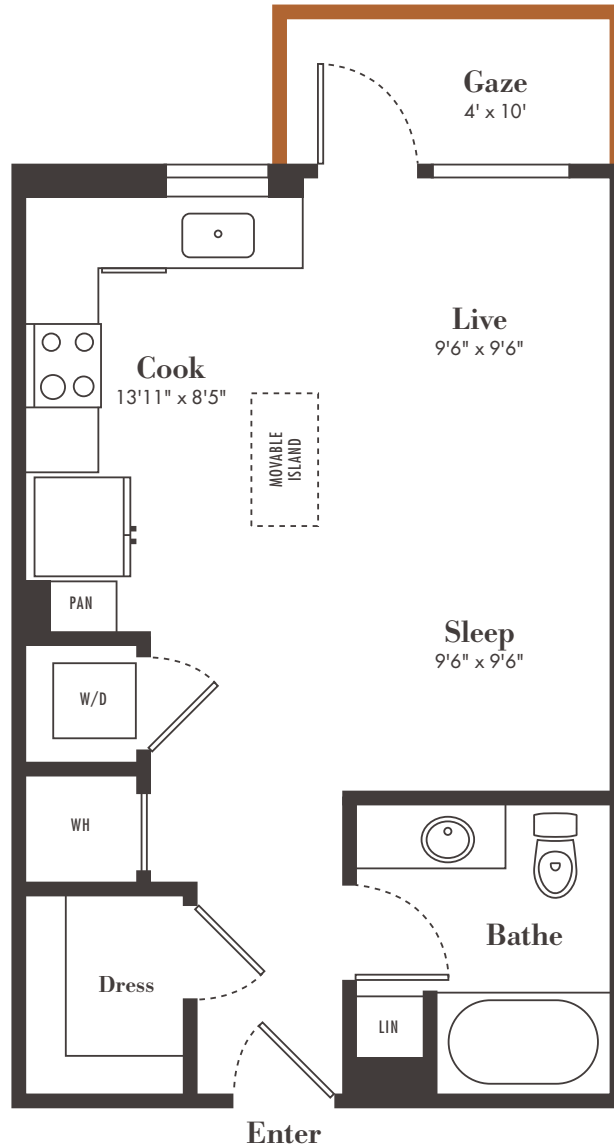 Gaze
4' x 10'
Live
9'6" x 9'6"
Cook
13'11" x 8'5"
MOVABLE
ISLAND
PAN
Sleep
9'6" x 9'6"
W/D
WH
Bathe
Dress
LIN
Enter